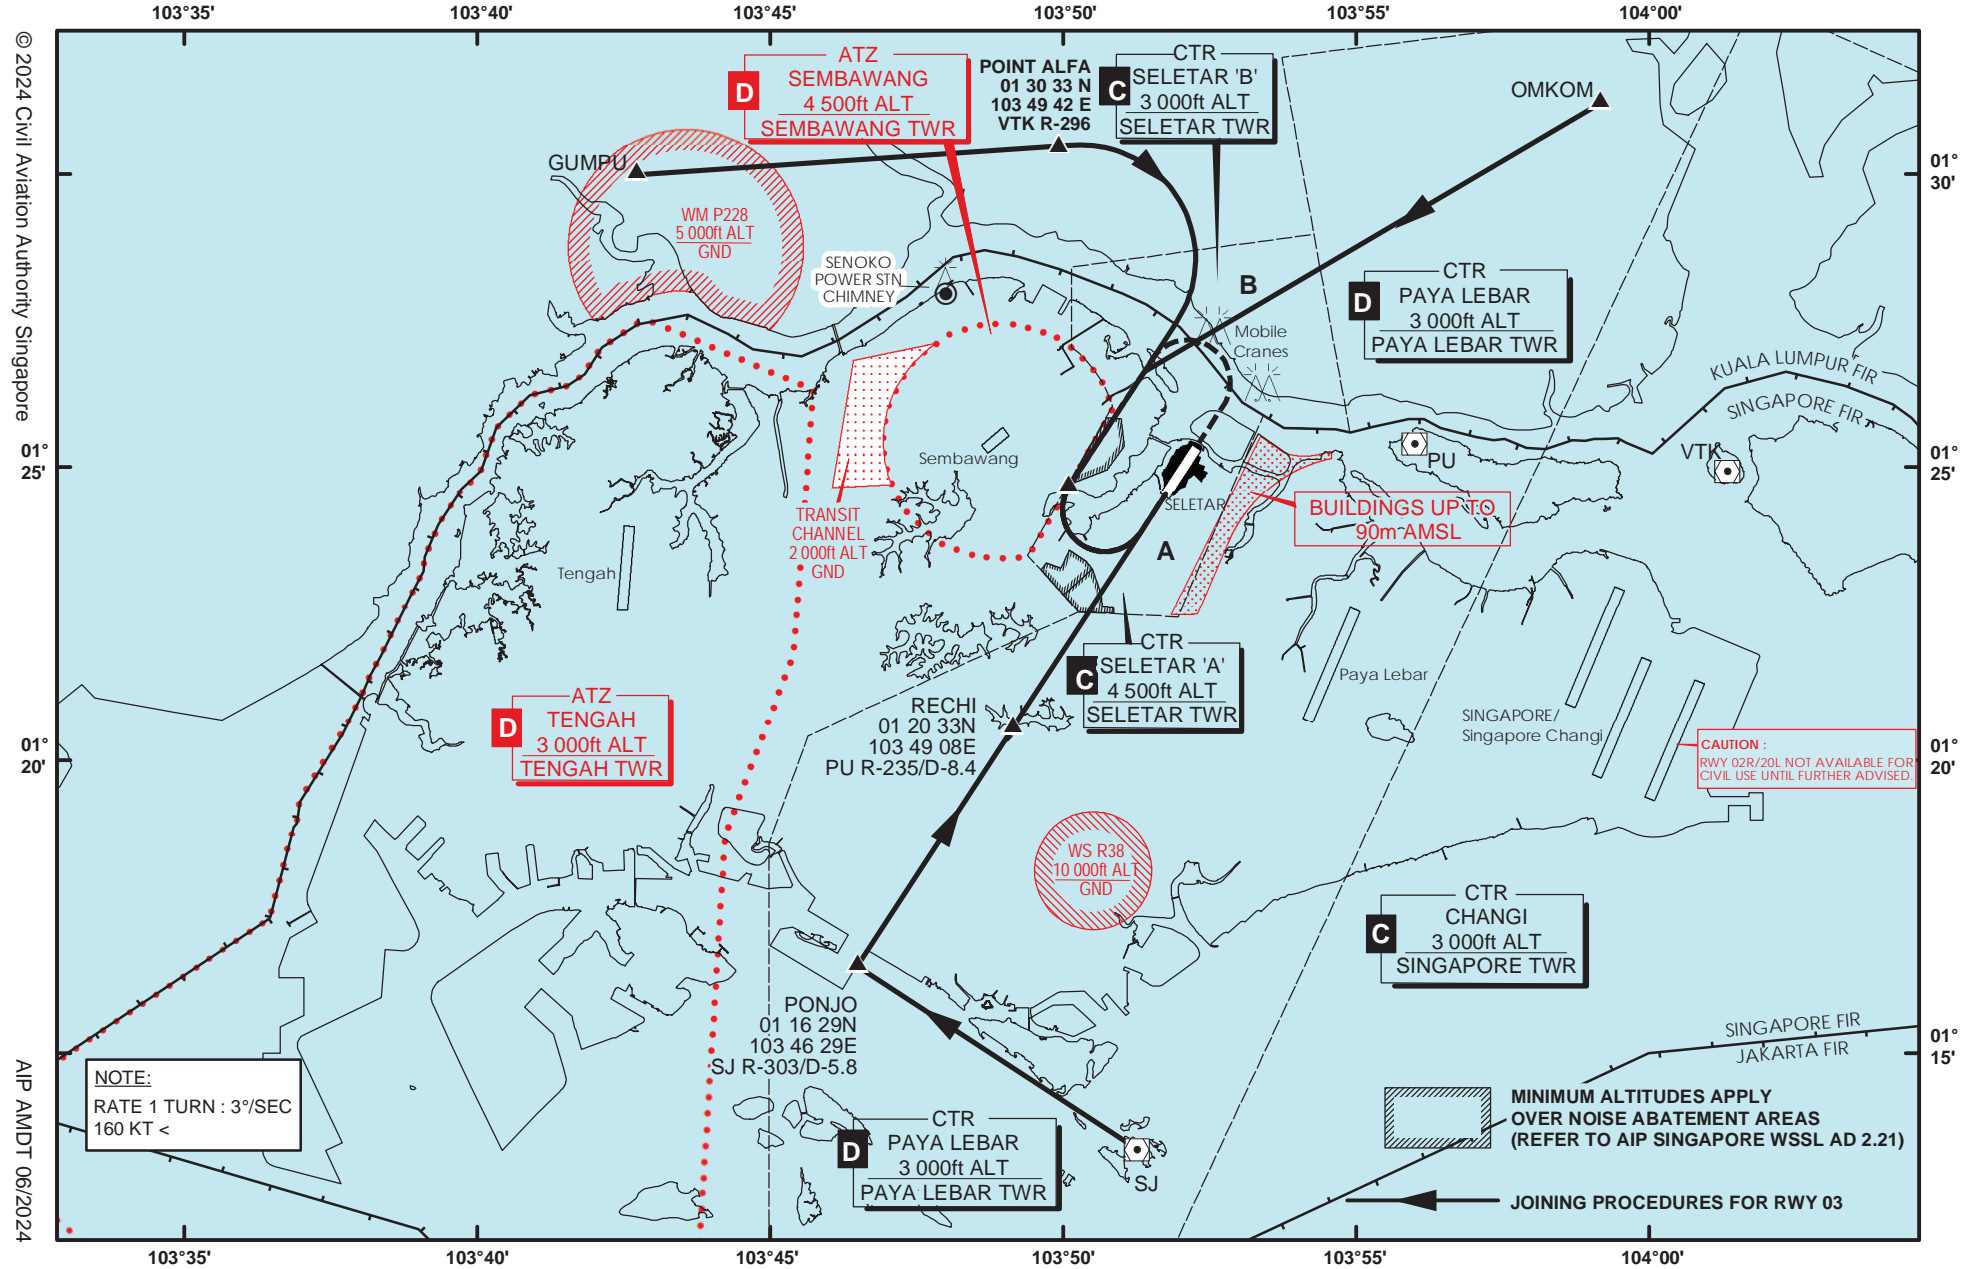 103°35'
103°40'
103°45'
103°50'
103°55'
104°00'
© 2024 Civil Aviation Authority Singapore
AIP AMDT 06/2024
ATZ
SEMBAWANG
4 500ft ALT
SEMBAWANG TWR
D
POINT ALFA
01 30 33 N
103 49 42 E
VTK R-296
CTR
SELETAR 'B'
3 000ft ALT
SELETAR TWR
C
OMKOM
GUMPU
01°
30'
WM P228
5 000ft ALT
GND
SENOKO
POWER STN
CHIMNEY
B
Mobile
Cranes
CTR
PAYA LEBAR
3 000ft ALT
PAYA LEBAR TWR
D
KUALA LUMPUR FIR
SINGAPORE FIR
01°
25'
VTK
PU
01°
25'
Sembawang
SELETAR
BUILDINGS UP TO
90m AMSL
TRANSIT
CHANNEL
2 000ft ALT
GND
A
Tengah
CTR
SELETAR 'A'
4 500ft ALT
SELETAR TWR
C
Paya Lebar
ATZ
TENGAH
3 000ft ALT
TENGAH TWR
D
RECHI
01 20 33N
103 49 08E
PU R-235/D-8.4
SINGAPORE/
Singapore Changi
CAUTION :
RWY 02R/20L NOT AVAILABLE FOR
CIVIL USE UNTIL FURTHER ADVISED.
01°
20'
01°
20'
WS R38
10 000ft ALT
GND
CTR
CHANGI
3 000ft ALT
SINGAPORE TWR
C
PONJO
01 16 29N
103 46 29E
SJ R-303/D-5.8
SINGAPORE FIR
JAKARTA FIR
01°
15'
NOTE:
RATE 1 TURN : 3°/SEC
160 KT <
CTR
PAYA LEBAR
3 000ft ALT
PAYA LEBAR TWR
D
SJ
MINIMUM ALTITUDES APPLY
OVER NOISE ABATEMENT AREAS
(REFER TO AIP SINGAPORE WSSL AD 2.21)
JOINING PROCEDURES FOR RWY 03
103°35'
103°40'
103°45'
103°50'
103°55'
104°00'